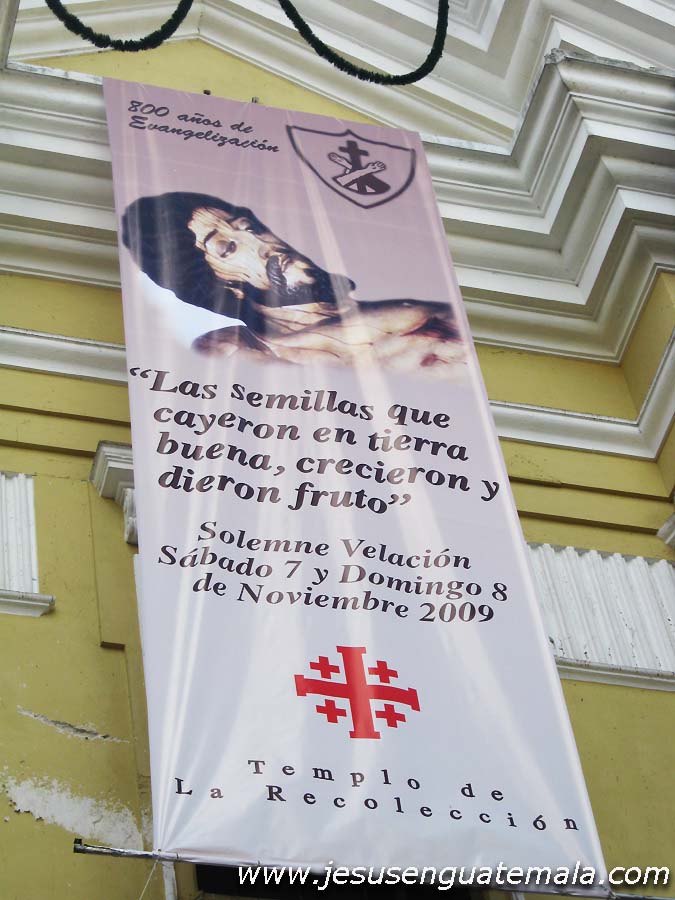 800 años de
Evangelización
“Las semillas que
cayeron en tierra
buena, crecieron y
dieron fruto”
Solemne Velación
Sábado 7 y Domingo 8
de Noviembre 2009
Templo de
La Recolección
www.jesusenguatemala.com